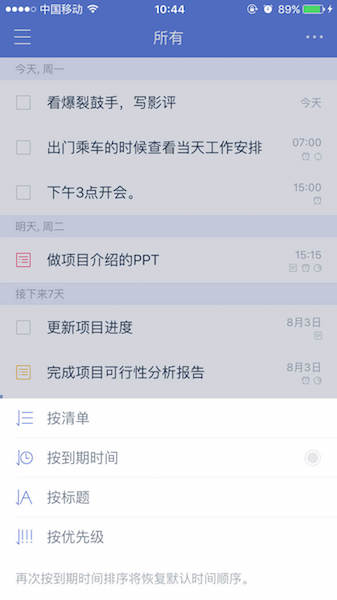 中国移动 10:44 89%
所有
今天, 周一
看爆裂鼓手，写影评 今天
出门乘车的时候查看当天工作安排 07:00
下午3点开会。 15:00
明天, 周二
做项目介绍的PPT 15:15
接下来7天
更新项目进度 8月3日
完成项目可行性分析报告 8月3日
按清单
按到期时间
按标题
按优先级
再次按到期时间排序将恢复默认时间顺序。